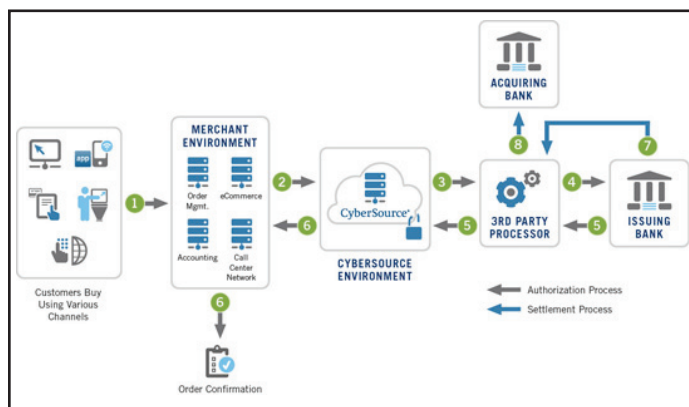 ACQUIRING
BANK
MERCHANT
ENVIRONMENT
app
8
7
Order
Mgmt.
eCommerce
1
2
3
4
CyberSource
Accounting
Call
Center
Network
6
5
5
3RD PARTY
PROCESSOR
ISSUING
BANK
CYBERSOURCE
ENVIRONMENT
Customers Buy
Using Various
Channels
6
Authorization Process
Settlement Process
Order Confirmation